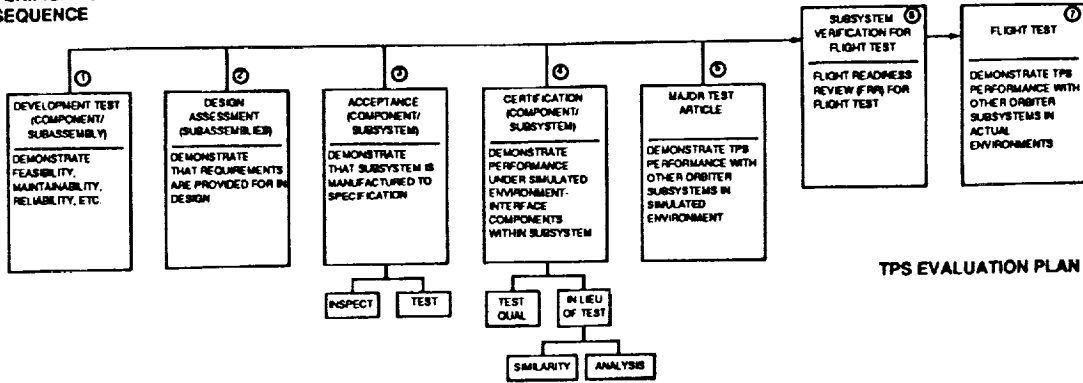 SEQUENCE
1
DEVELOPMENT TEST
(COMPONENT/
SUBASSEMBLY)
DEMONSTRATE
FEASIBILITY,
MAINTAINABILITY,
RELIABILITY, ETC.
2
DESIGN
ASSESSMENT
(SUBASSEMBLIES)
DEMONSTRATE
THAT REQUIREMENTS
ARE PROVIDED FOR IN
DESIGN
3
ACCEPTANCE
(COMPONENT/
SUBSYSTEM)
DEMONSTRATE
THAT SUBSYSTEM IS
MANUFACTURED TO
SPECIFICATION
INSPECT
TEST
4
CERTIFICATION
(COMPONENT/
SUBSYSTEM)
DEMONSTRATE
PERFORMANCE
UNDER SIMULATED
ENVIRONMENT-
INTERFACE
COMPONENTS
WITHIN SUBSYSTEM
TEST
QUAL
IN LIEU
OF TEST
SIMILARITY
ANALYSIS
5
MAJOR TEST
ARTICLE
DEMONSTRATE TPS
PERFORMANCE WITH
OTHER ORBITER
SUBSYSTEMS IN
SIMULATED
ENVIRONMENT
6
SUBSYSTEM
VERIFICATION FOR
FLIGHT TEST
FLIGHT READINESS
REVIEW (FRR) FOR
FLIGHT TEST
7
FLIGHT TEST
DEMONSTRATE TPS
PERFORMANCE WITH
OTHER ORBITER
SUBSYSTEMS IN
ACTUAL
ENVIRONMENTS
TPS EVALUATION PLAN